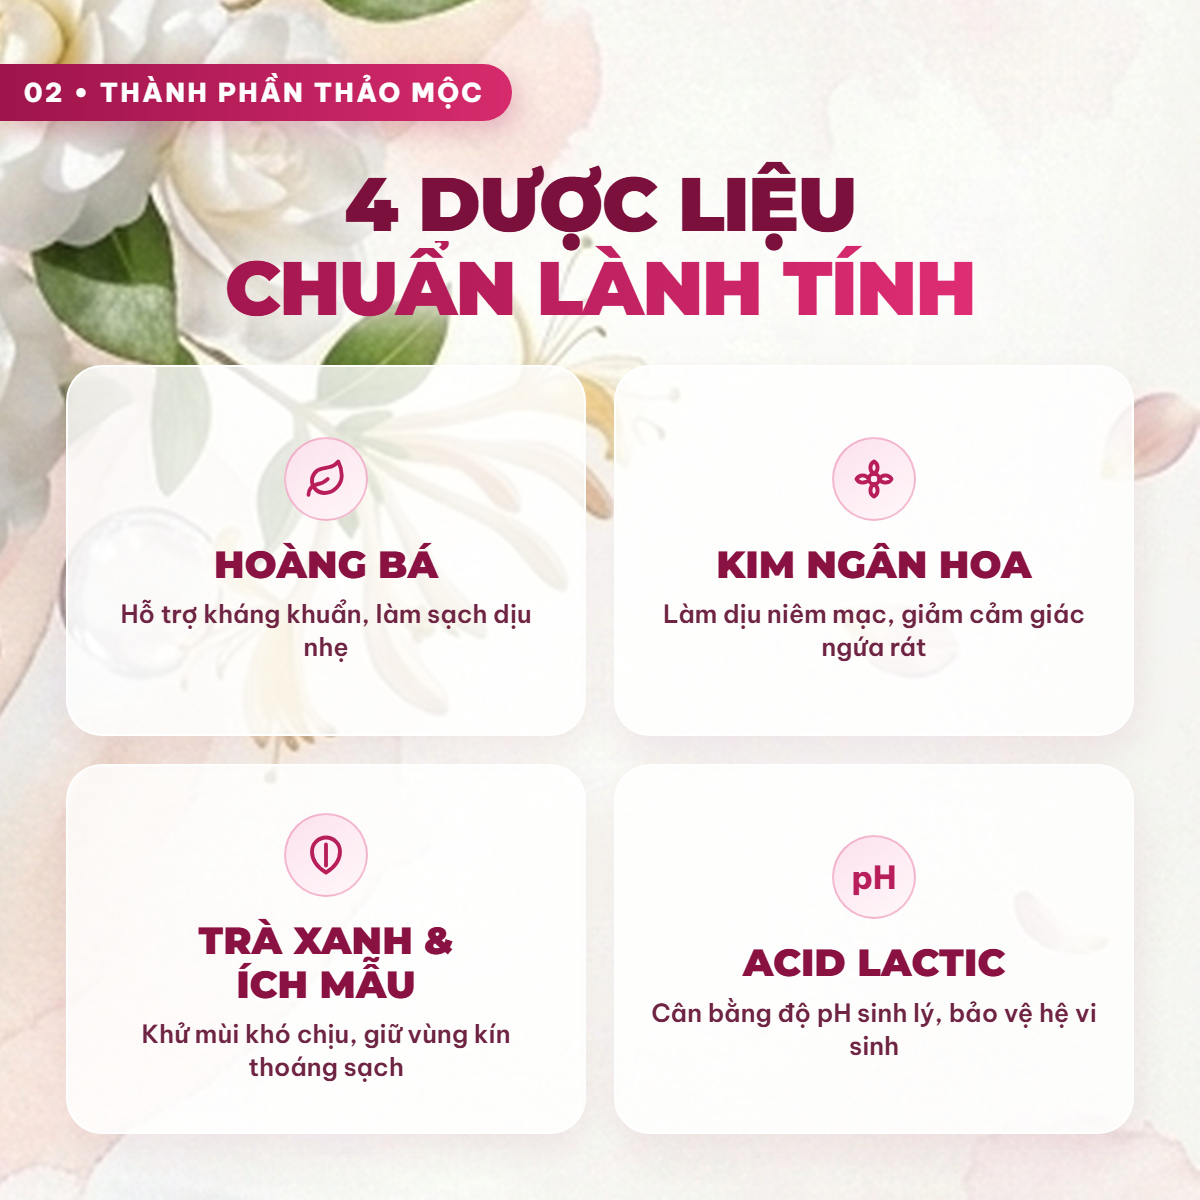 02 • THÀNH PHẦN THẢO MỘC
4 DƯỢC LIỆU
CHUẨN LÀNH TÍNH
HOÀNG BÁ
Hỗ trợ kháng khuẩn, làm sạch dịu
nhẹ
KIM NGÂN HOA
Làm dịu niêm mạc, giảm cảm giác
ngứa rát
TRÀ XANH &
ÍCH MẪU
Khử mùi khó chịu, giữ vùng kín
thoáng sạch
pH
ACID LACTIC
Cân bằng độ pH sinh lý, bảo vệ hệ vi
sinh